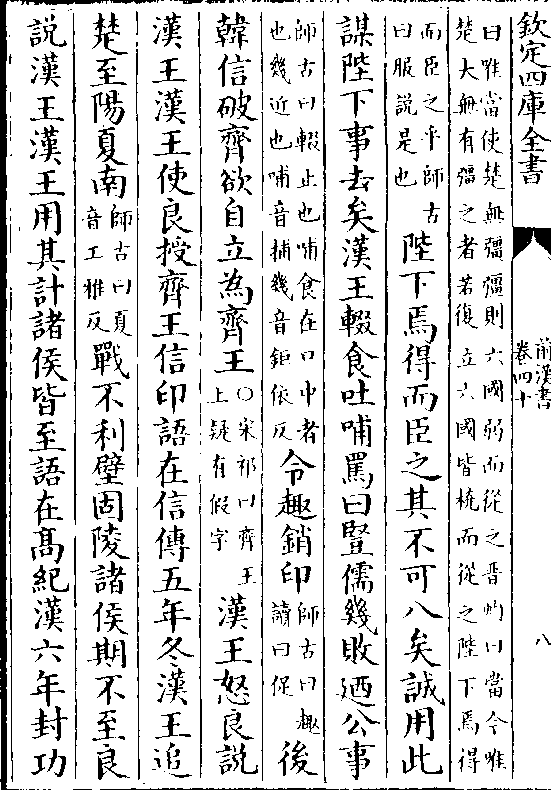 欽定四庫全書
前漢書
卷四十
八
曰唯當使楚無彊彊則六國弱而從之晉灼曰當今唯
楚大無有彊之者若復立六國皆橈而從之陛下焉得
而臣之乎師古
曰服說是也
陛下焉得而臣之其不可八矣誠用此
謀陛下事去矣漢王輟食吐哺罵曰豎儒幾敗迺公事
師古曰輟止也哺食在口中者
也幾近也哺音捕幾音鉅依反
令趣銷印
師古曰趣
讀曰促
後
韓信破齊欲自立為齊王
○宋祁曰齊王
上疑有假字
漢王怒良說
漢王漢王使良授齊王信印語在信傳五年冬漢王追
楚至陽夏南
師古曰夏
音工雅反
戰不利壁固陵諸侯期不至良
說漢王漢王用其計諸侯皆至語在髙紀漢六年封功